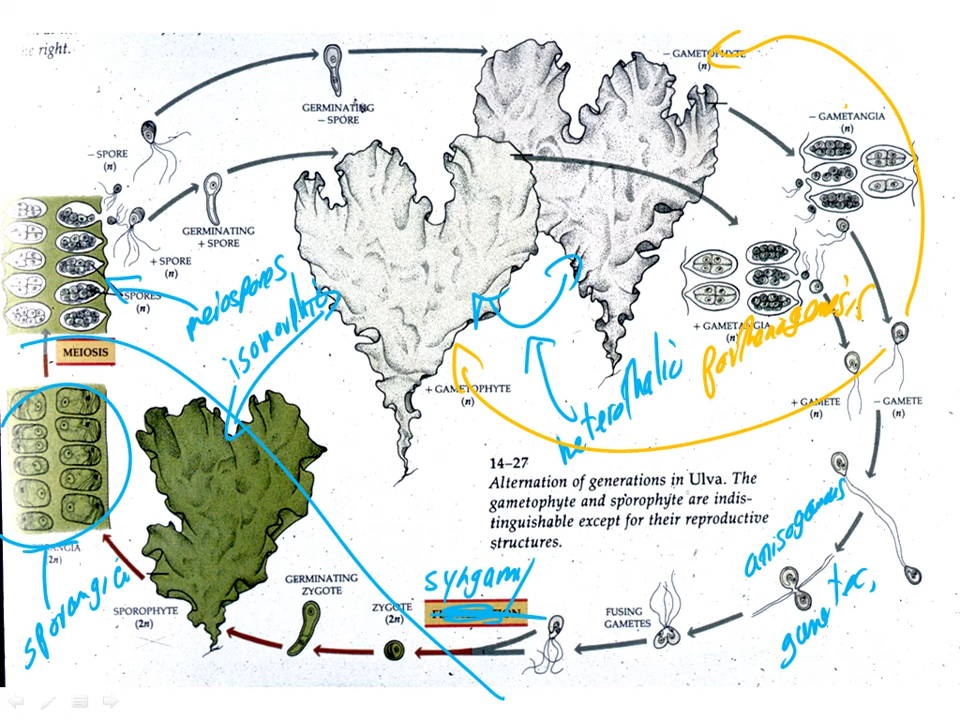 he right.
GERMINATING
– SPORE
– GAMETOPHYTE
(n)
– GAMETANGIA
(n)
– SPORE
(n)
GERMINATING
+ SPORE
+ SPORE
(n)
SPORES
(n)
meiospores
isomorphic
MEIOSIS
+ GAMETANGIA
(n)
parthenogenesis
heterothalic
+ GAMETOPHYTE
(n)
+ GAMETE
(n)
– GAMETE
(n)
14–27
Alternation of generations in Ulva. The
gametophyte and sporophyte are indis-
tinguishable except for their reproductive
structures.
anisogamous
gametes
(2n)
sporangia
SPOROPHYTE
(2n)
GERMINATING
ZYGOTE
ZYGOTE
(2n)
syngamy
FUSING
GAMETES